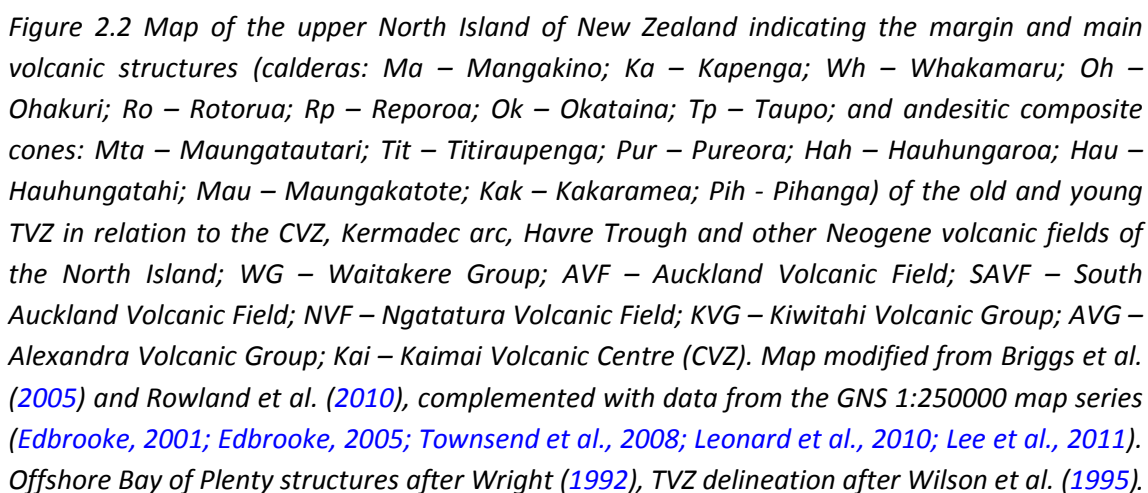 Figure 2.2 Map of the upper North Island of New Zealand indicating the margin and main
volcanic structures (calderas: Ma – Mangakino; Ka – Kapenga; Wh – Whakamaru; Oh –
Ohakuri; Ro – Rotorua; Rp – Reporoa; Ok – Okataina; Tp – Taupo; and andesitic composite
cones: Mta – Maungatautari; Tit – Titiraupenga; Pur – Pureora; Hah – Hauhungaroa; Hau –
Hauhungatahi; Mau – Maungakatote; Kak – Kakaramea; Pih - Pihanga) of the old and young
TVZ in relation to the CVZ, Kermadec arc, Havre Trough and other Neogene volcanic fields of
the North Island; WG – Waitakere Group; AVF – Auckland Volcanic Field; SAVF – South
Auckland Volcanic Field; NVF – Ngatatura Volcanic Field; KVG – Kiwitahi Volcanic Group; AVG –
Alexandra Volcanic Group; Kai – Kaimai Volcanic Centre (CVZ). Map modified from Briggs et al.
(2005) and Rowland et al. (2010), complemented with data from the GNS 1:250000 map series
(Edbrooke, 2001; Edbrooke, 2005; Townsend et al., 2008; Leonard et al., 2010; Lee et al., 2011).
Offshore Bay of Plenty structures after Wright (1992), TVZ delineation after Wilson et al. (1995).